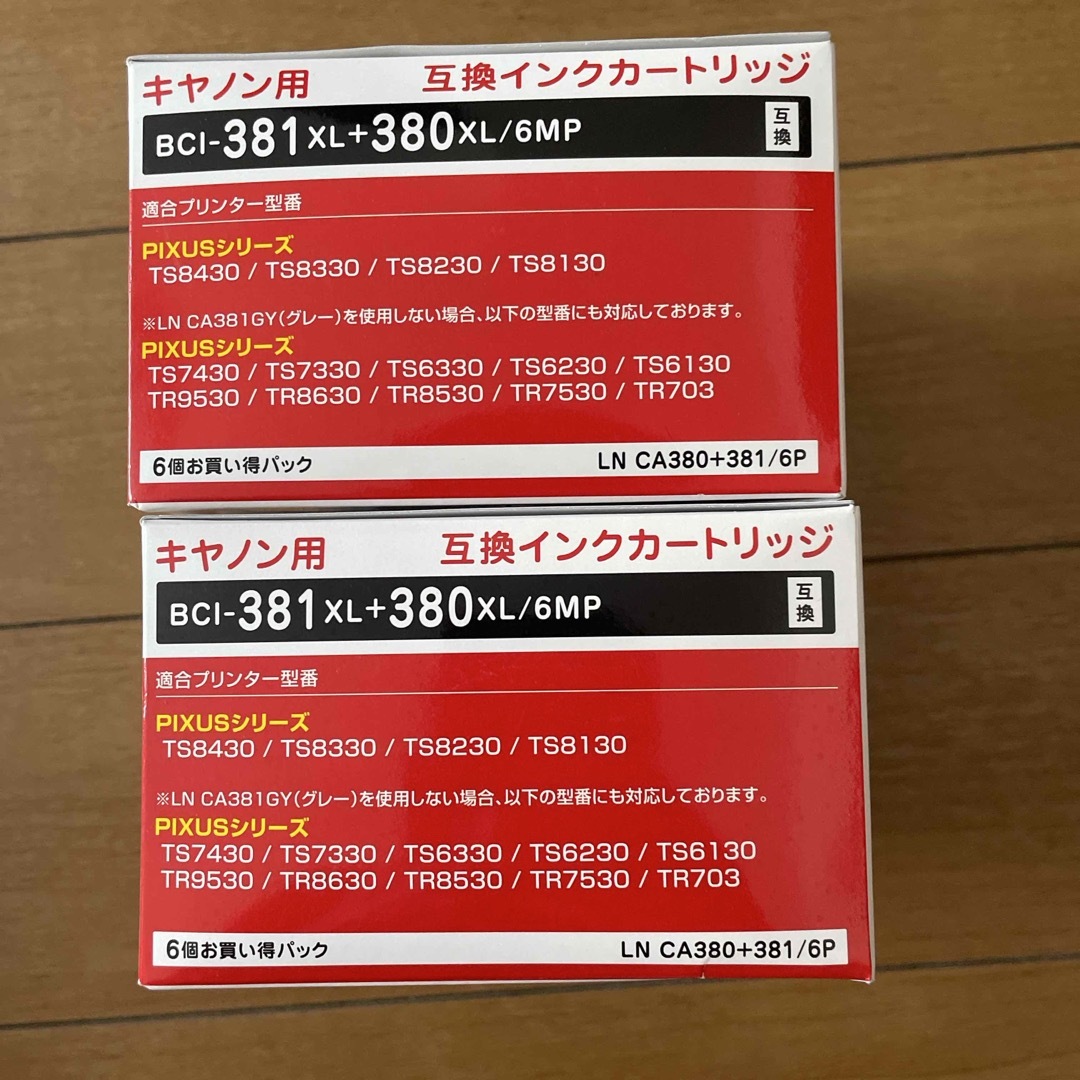 キヤノン用 互換インクカートリッジ
BCI-381XL+380XL/6MP 互換
適合プリンター型番
PIXUSシリーズ
TS8430 / TS8330 / TS8230 / TS8130
※LN CA381GY(グレー)を使用しない場合、以下の型番にも対応しております。
PIXUSシリーズ
TS7430 / TS7330 / TS6330 / TS6230 / TS6130
TR9530 / TR8630 / TR8530 / TR7530 / TR703
6個お買い得パック LN CA380+381/6P
キヤノン用 互換インクカートリッジ
BCI-381XL+380XL/6MP 互換
適合プリンター型番
PIXUSシリーズ
TS8430 / TS8330 / TS8230 / TS8130
※LN CA381GY(グレー)を使用しない場合、以下の型番にも対応しております。
PIXUSシリーズ
TS7430 / TS7330 / TS6330 / TS6230 / TS6130
TR9530 / TR8630 / TR8530 / TR7530 / TR703
6個お買い得パック LN CA380+381/6P